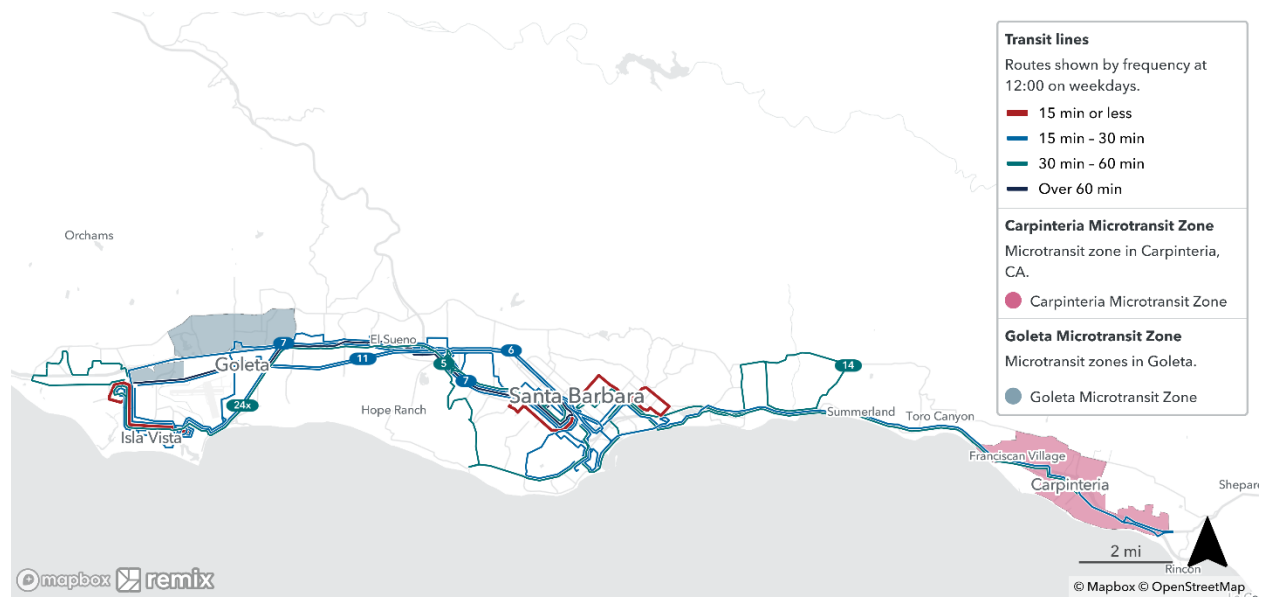 Transit lines
Routes shown by frequency at
12:00 on weekdays.
15 min or less
15 min – 30 min
30 min – 60 min
Over 60 min
Carpinteria Microtransit Zone
Microtransit zone in Carpinteria,
CA.
Carpinteria Microtransit Zone
Goleta Microtransit Zone
Microtransit zones in Goleta.
Goleta Microtransit Zone
Orchams
El Sueno
7
6
11
5
Goleta
14
7
Santa Barbara
24x
Hope Ranch
Summerland
Toro Canyon
Isla Vista
Franciscan Village
Carpinteria
2 mi
Rincon
mapbox remix
© Mapbox © OpenStreetMap